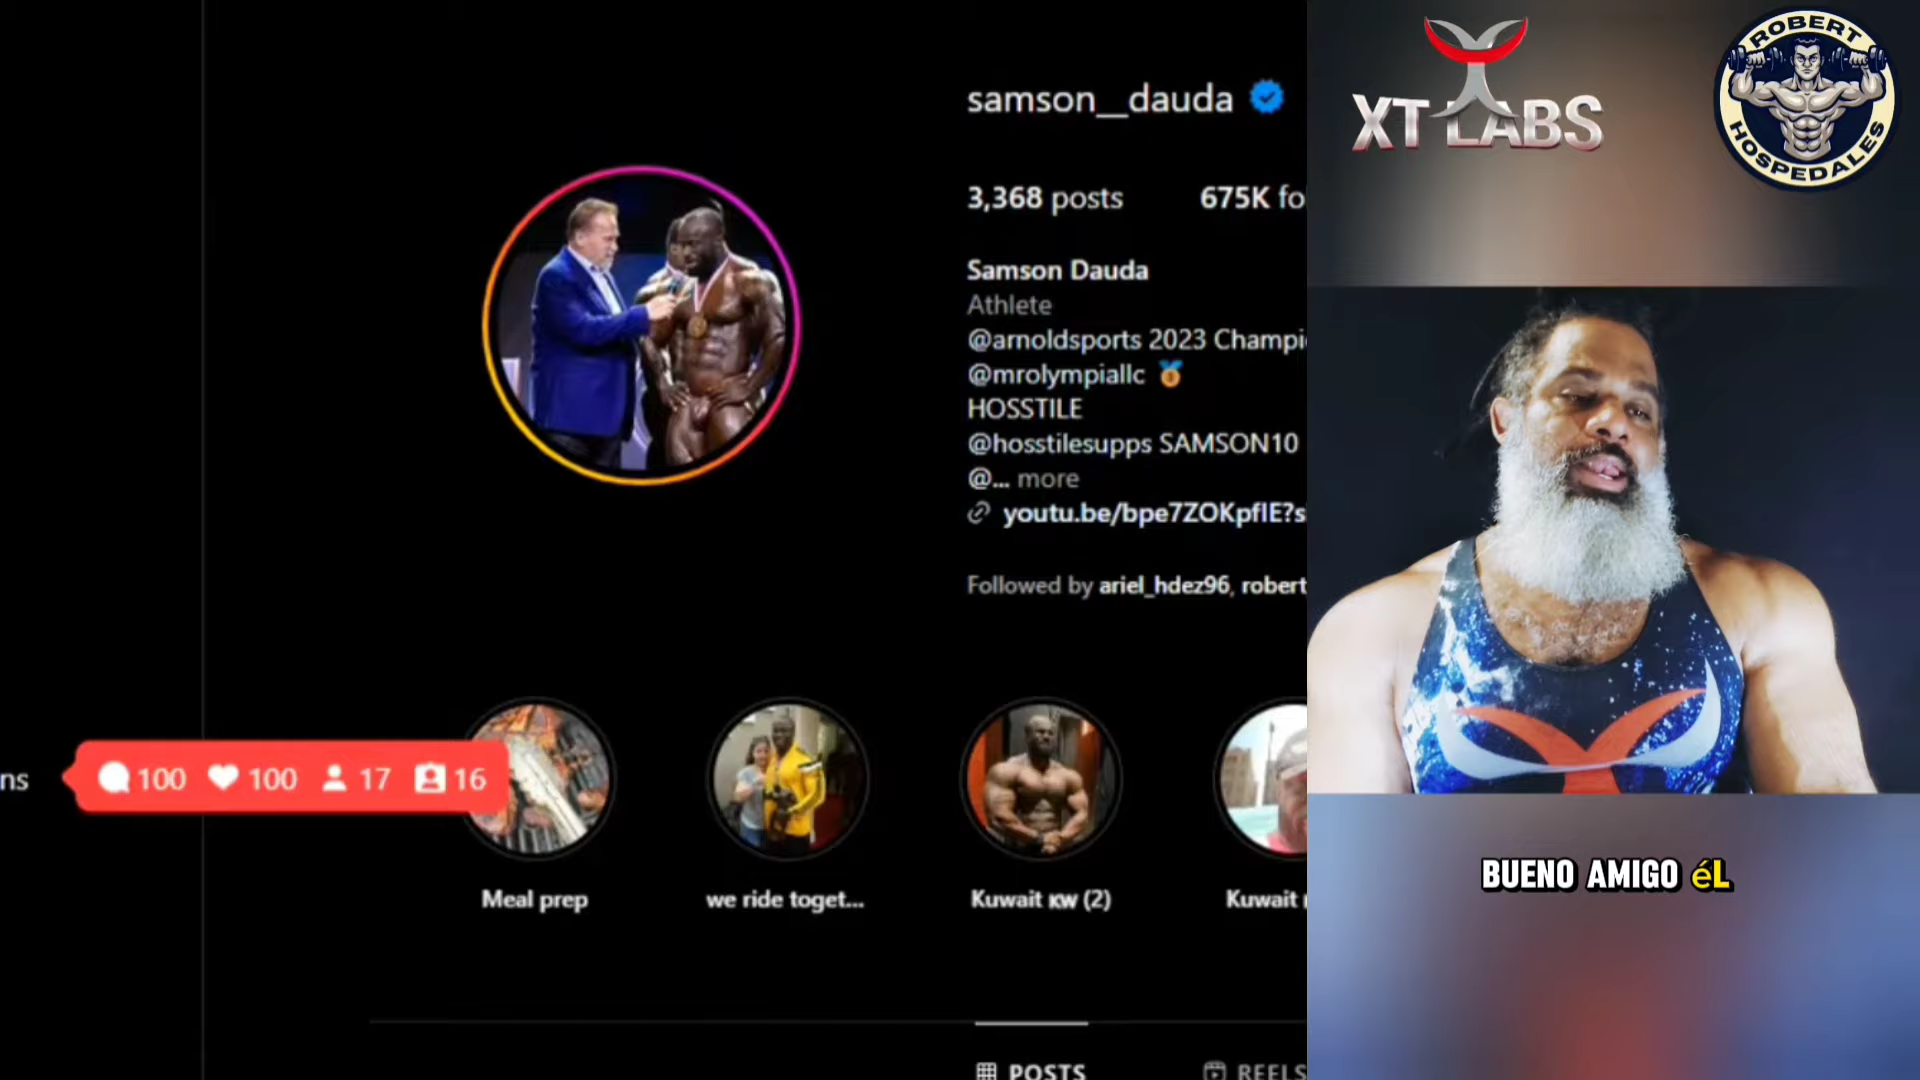 samson__dauda
3,368 posts 675K fo
Samson Dauda
Athlete
@arnoldsports 2023 Champi
@mrolympiallc
HOSSTILE
@hosstilesupps SAMSON10
@... more
youtu.be/bpe7ZOKpfIE?s
Followed by ariel_hdez96, robert
ns
100 100 17 16
Meal prep
we ride toget...
Kuwait KW (2)
Kuwait
POSTS
REELS
XT LABS
ROBERT
HOSPEDALES
BUENO AMIGO éL